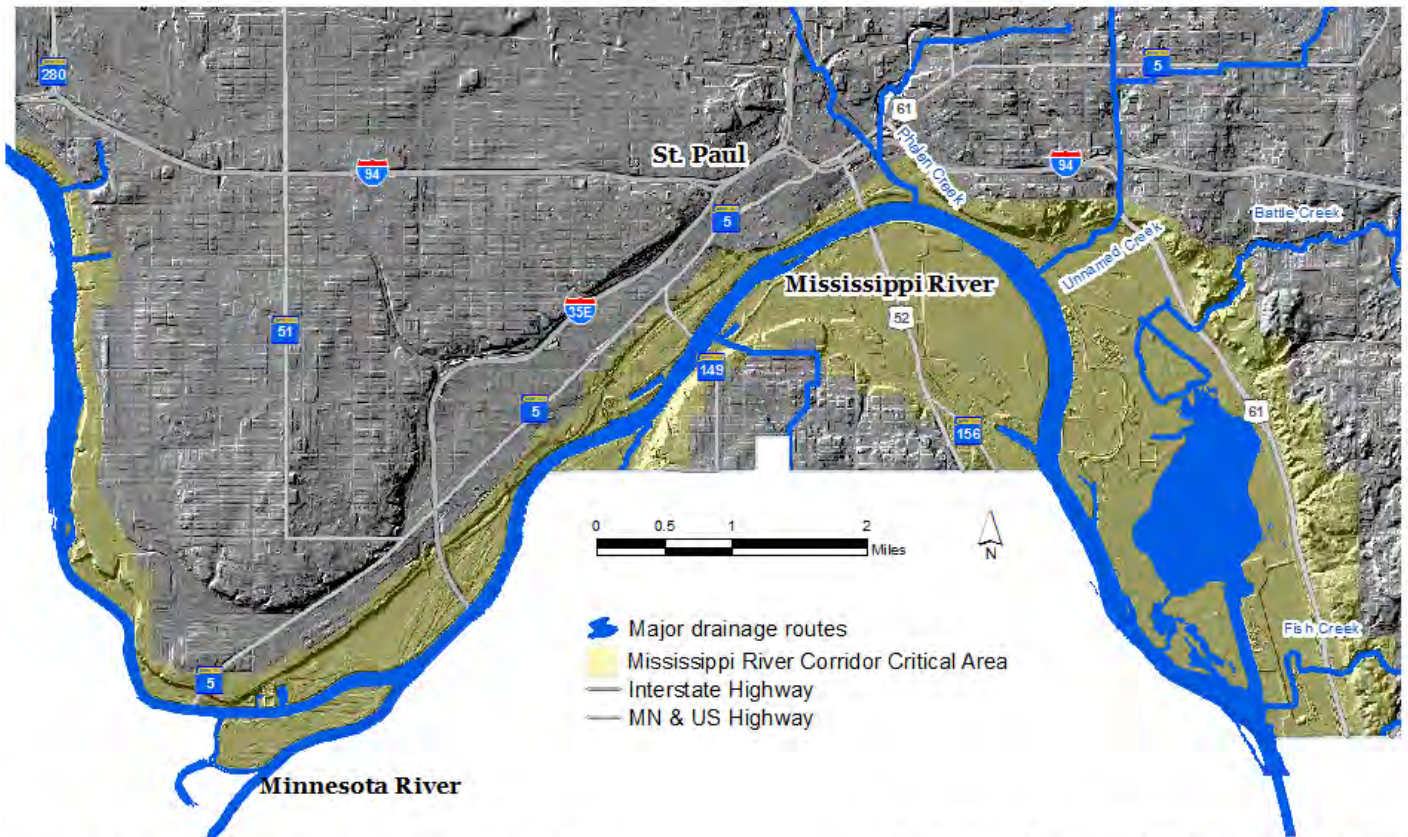 280
5
61
Phalen Creek
St. Paul
94
94
5
Battle Creek
Unnamed Creek
Mississippi River
35E
52
51
149
5
156
61
0 0.5 1 2
Miles
N
Major drainage routes
Mississippi River Corridor Critical Area
Interstate Highway
MN & US Highway
Fish Creek
5
Minnesota River